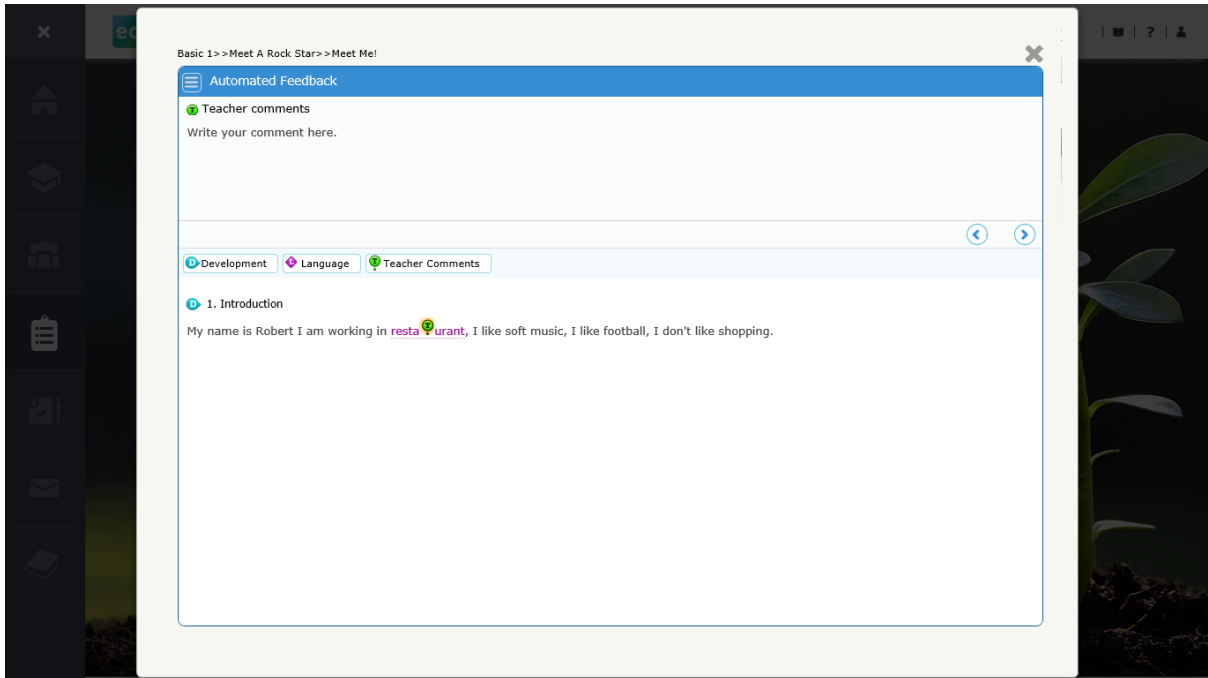 ed
| | ? |
Basic 1>>Meet A Rock Star>>Meet Me!
Automated Feedback
T Teacher comments
Write your comment here.
D Development
L Language
T Teacher Comments
D 1. Introduction
My name is Robert I am working in restaurant, I like soft music, I like football, I don't like shopping.